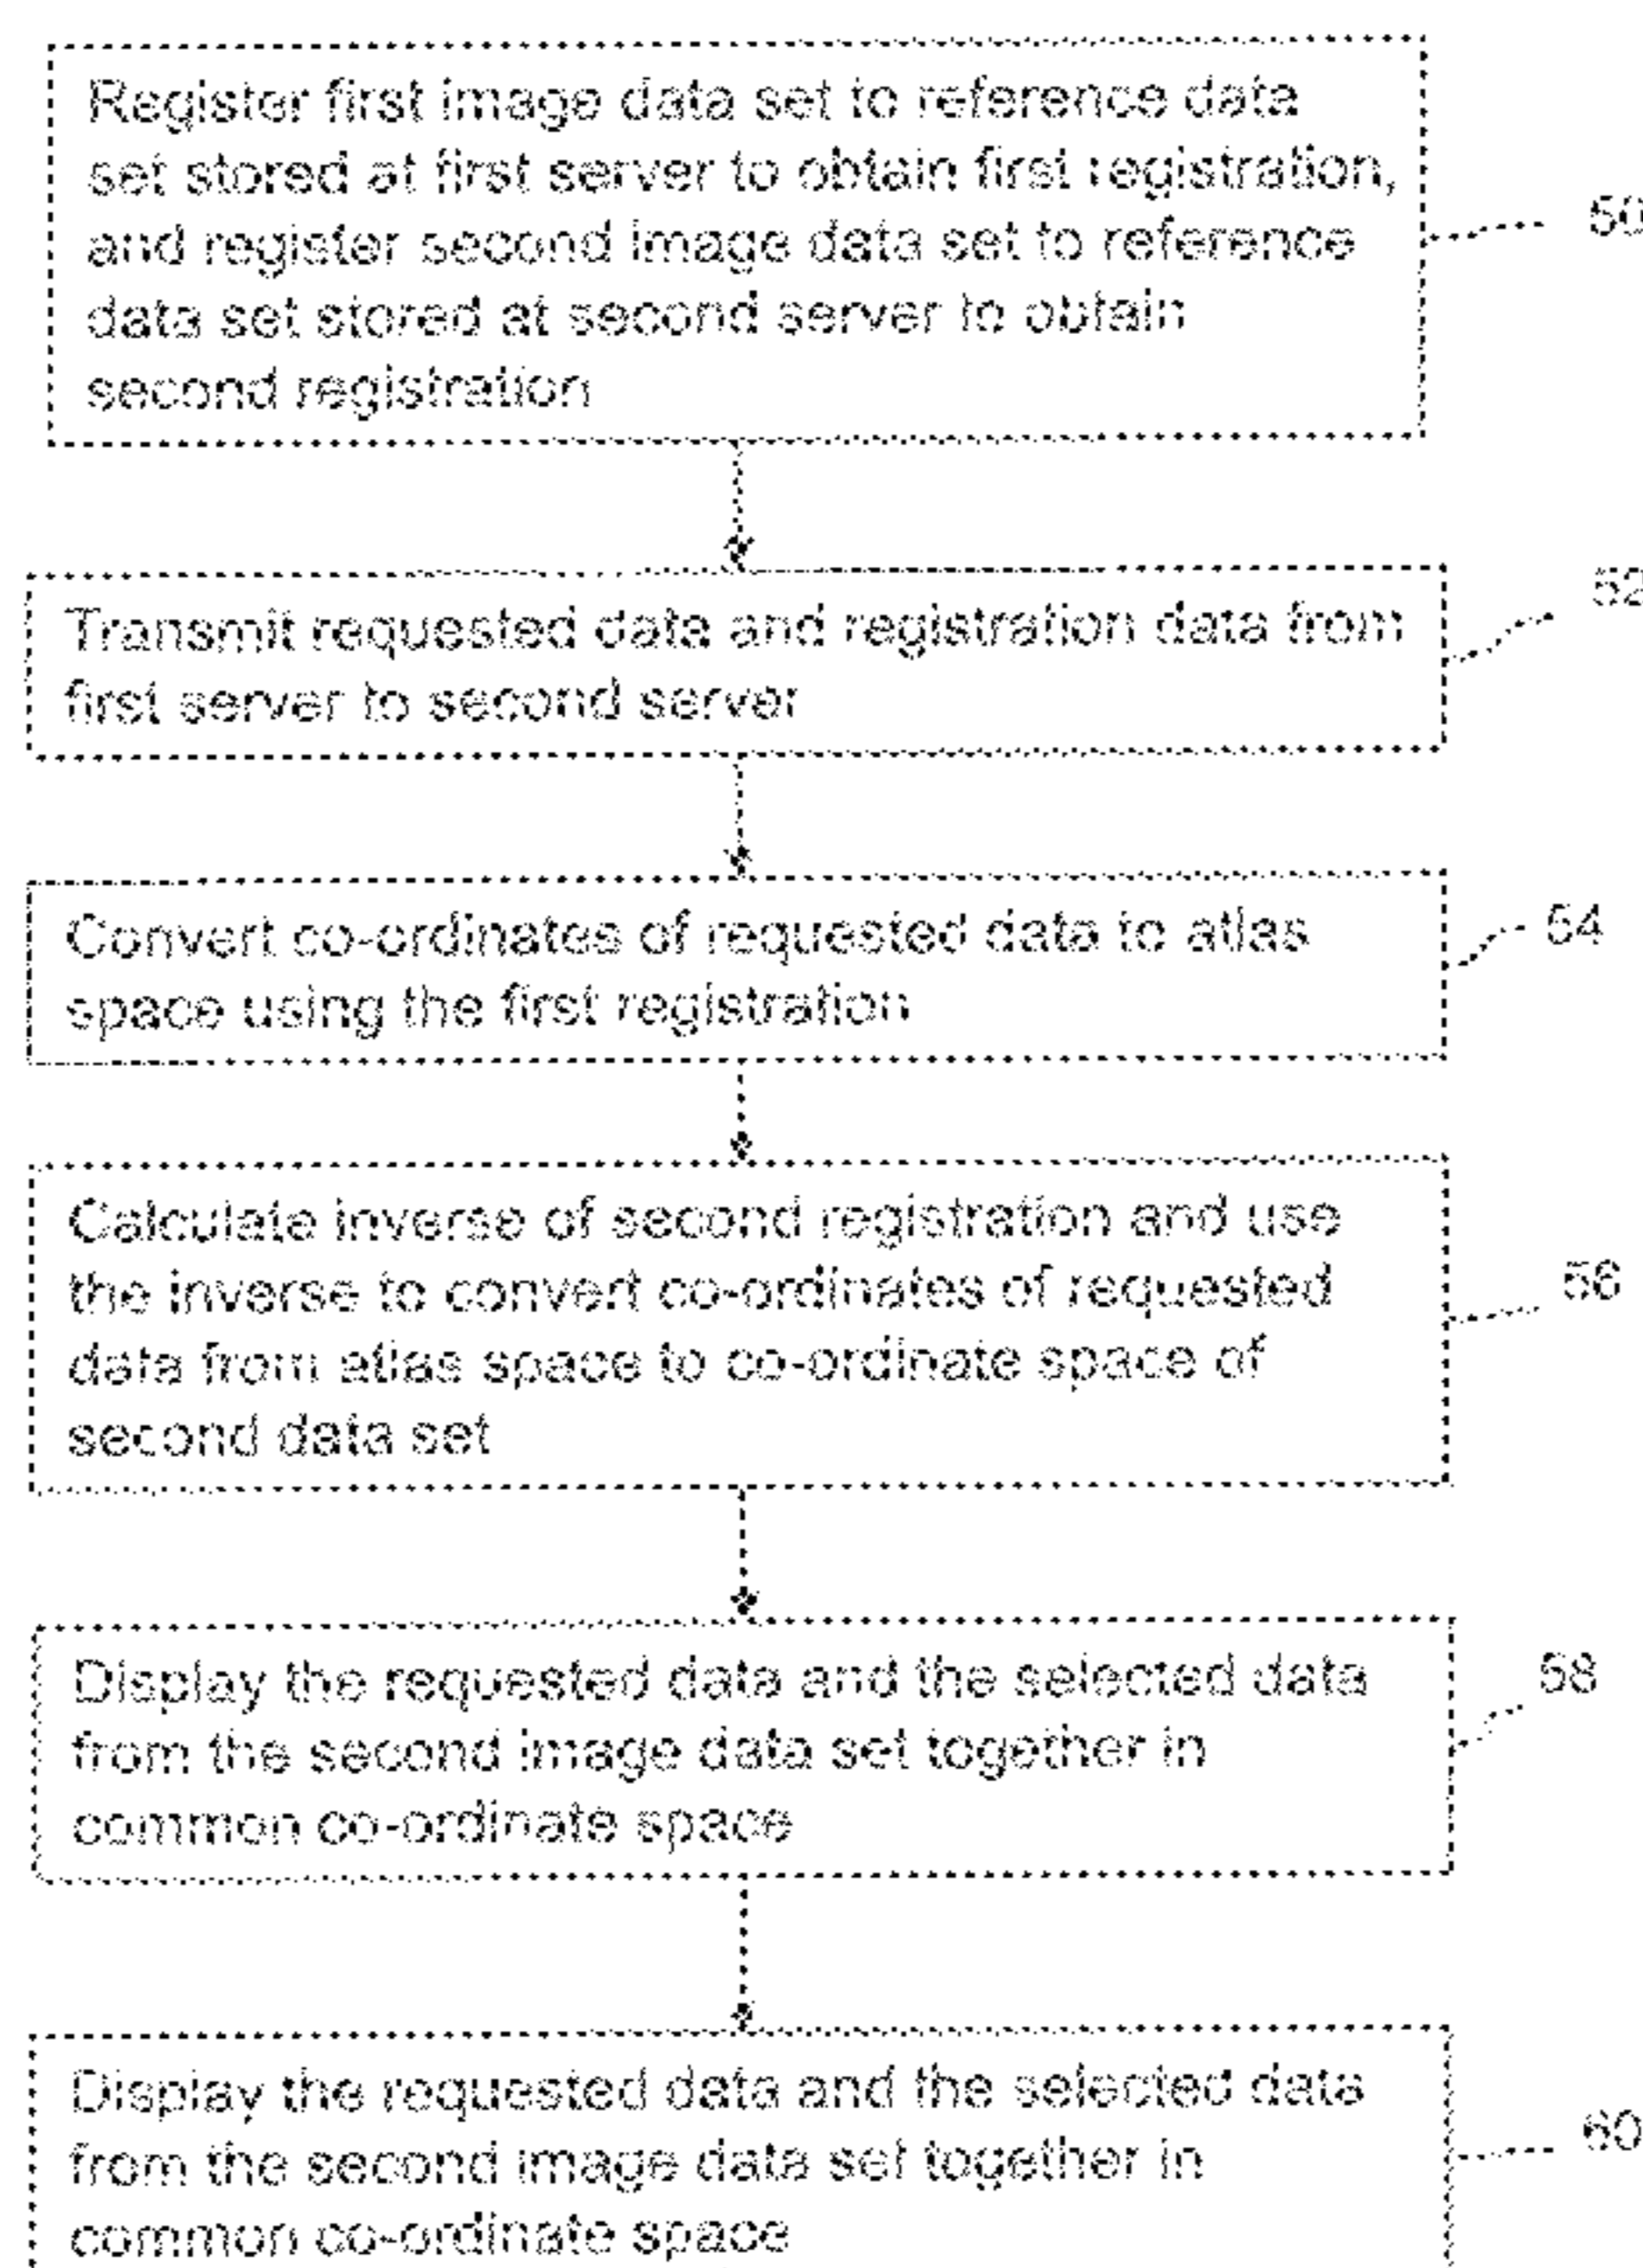 Register first image data set to reference data
set stored at first server to obtain first registration,
and register second image data set to reference
data set stored at second server to obtain
second registration
50
Transmit requested data and registration data from
first server to second server
52
Convert co-ordinates of requested data to atlas
space using the first registration
54
Calculate inverse of second registration and use
the inverse to convert co-ordinates of requested
data from atlas space to co-ordinate space of
second data set
56
Display the requested data and the selected data
from the second image data set together in
common co-ordinate space
58
Display the requested data and the selected data
from the second image data set together in
common co-ordinate space
60